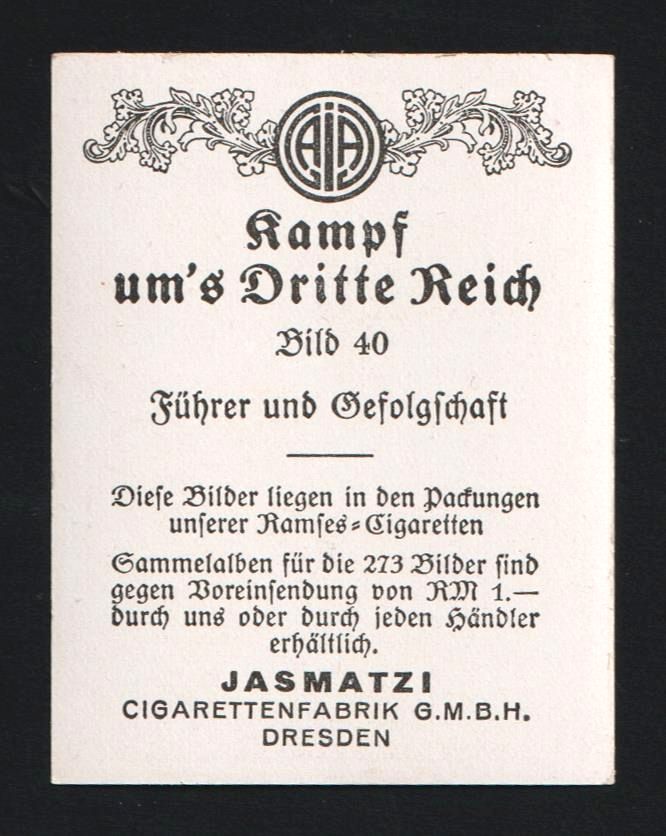 Kampf
um's Dritte Reich
Bild 40
Führer und Gefolgschaft
Diese Bilder liegen in den Packungen
unserer Ramses-Cigaretten
Sammelalben für die 273 Bilder sind
gegen Voreinsendung von RM 1.—
durch uns oder durch jeden Händler
erhältlich.
JASMATZI
CIGARETTENFABRIK G.M.B.H.
DRESDEN